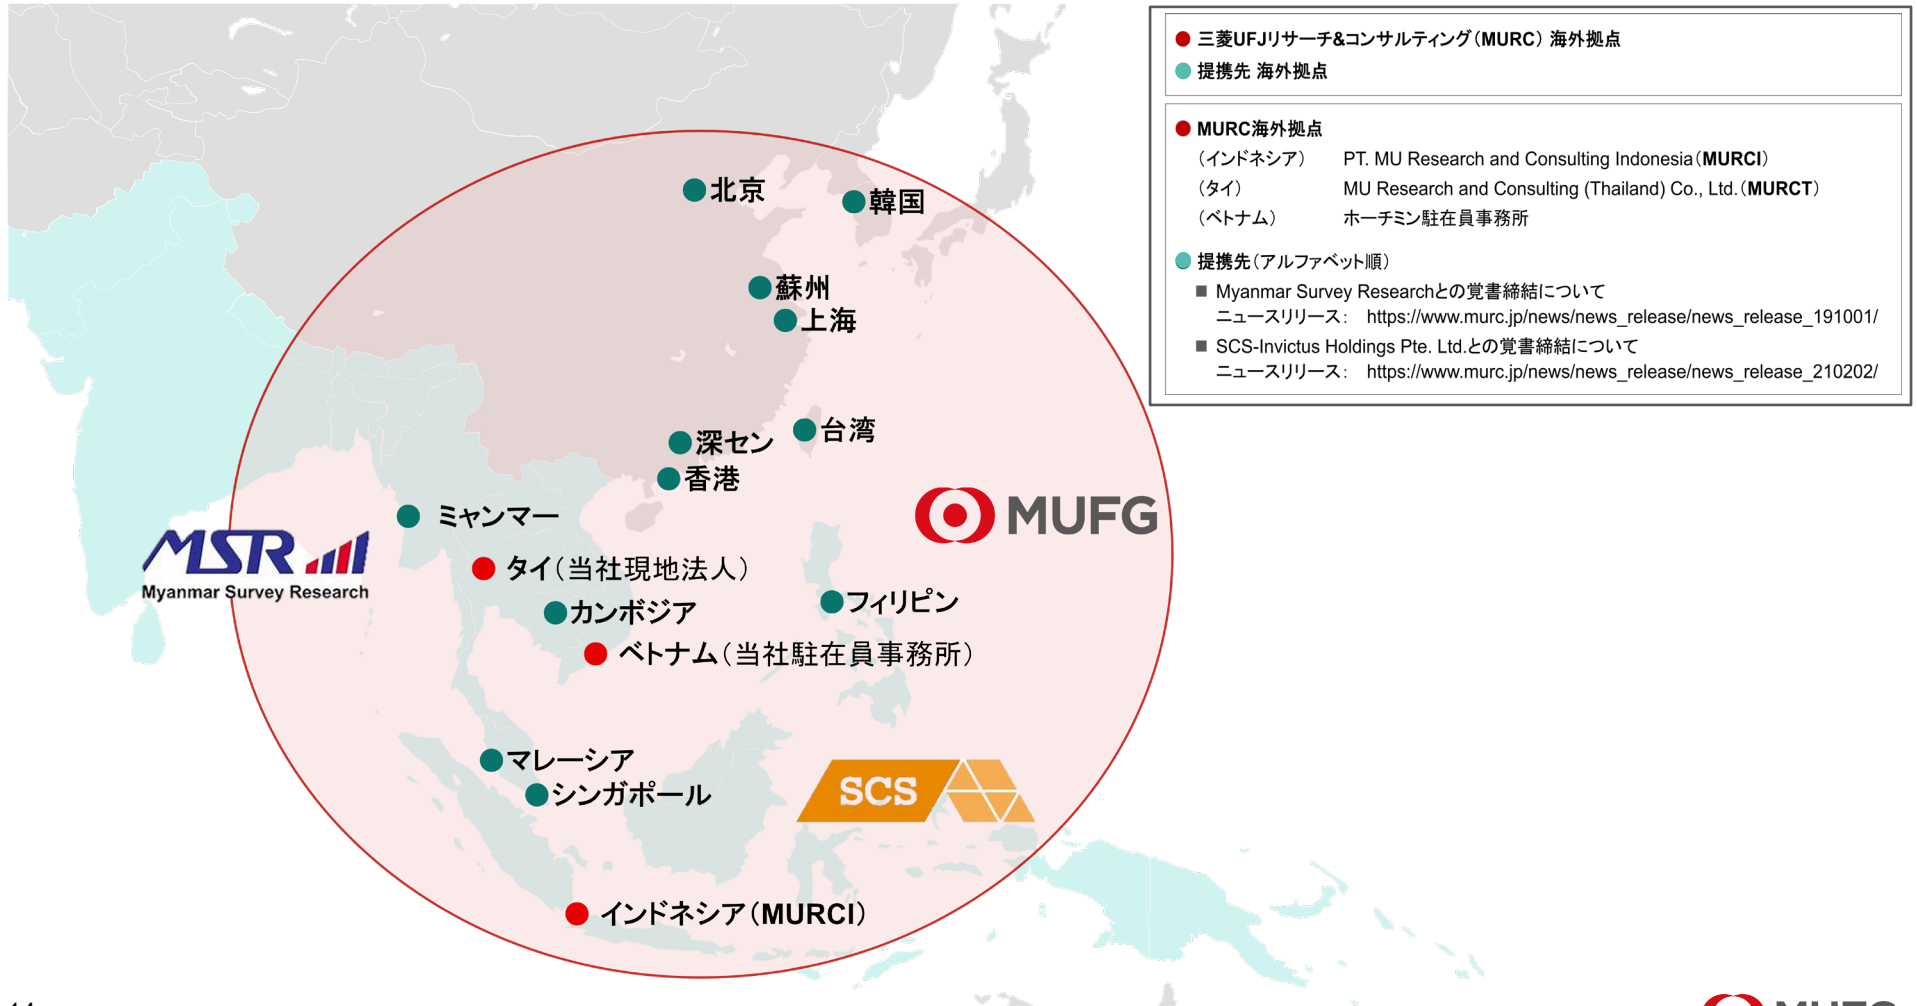 ● 三菱UFJリサーチ&コンサルティング(MURC) 海外拠点
● 提携先 海外拠点
● MURC海外拠点
(インドネシア) PT. MU Research and Consulting Indonesia(MURCI)
(タイ) MU Research and Consulting (Thailand) Co., Ltd.(MURCT)
(ベトナム) ホーチミン駐在員事務所
● 提携先(アルファベット順)
■ Myanmar Survey Researchとの覚書締結について
ニュースリリース: https://www.murc.jp/news/news_release/news_release_191001/
■ SCS-Invictus Holdings Pte. Ltd.との覚書締結について
ニュースリリース: https://www.murc.jp/news/news_release/news_release_210202/
北京
韓国
蘇州
上海
台湾
深セン
香港
MUFG
ミャンマー
MSR
Myanmar Survey Research
タイ(当社現地法人)
フィリピン
カンボジア
ベトナム(当社駐在員事務所)
マレーシア
シンガポール
SCS
インドネシア(MURCI)
MUFG